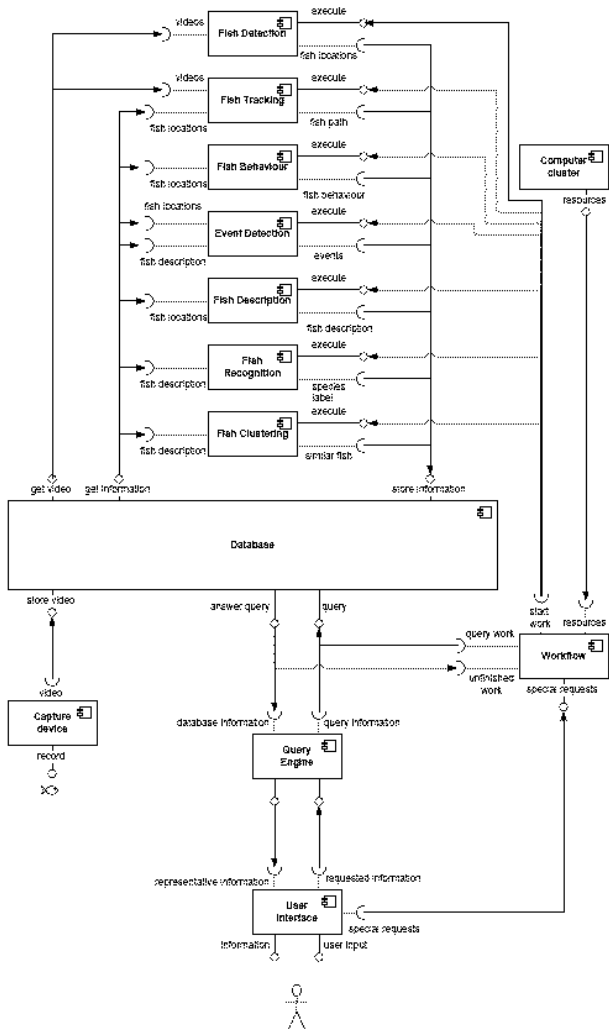 execute
videos
Fish Detection
fish locations
execute
videos
Fish Tracking
fish locations
fish path
execute
Fish Behaviour
fish locations
fish behaviour
Computer
cluster
resources
fish locations
execute
Event Detection
fish description
events
execute
Fish Description
fish locations
fish description
execute
Fish
Recognition
fish description
species
label
execute
Fish Clustering
fish description
similar fish
get video
get information
store information
Database
store video
answer query
query
start
work
resources
query work
Workflow
unfinished
work
special requests
video
Capture
device
record
database information
query information
Query
Engine
representative information
requested information
User
Interface
special requests
information
user input